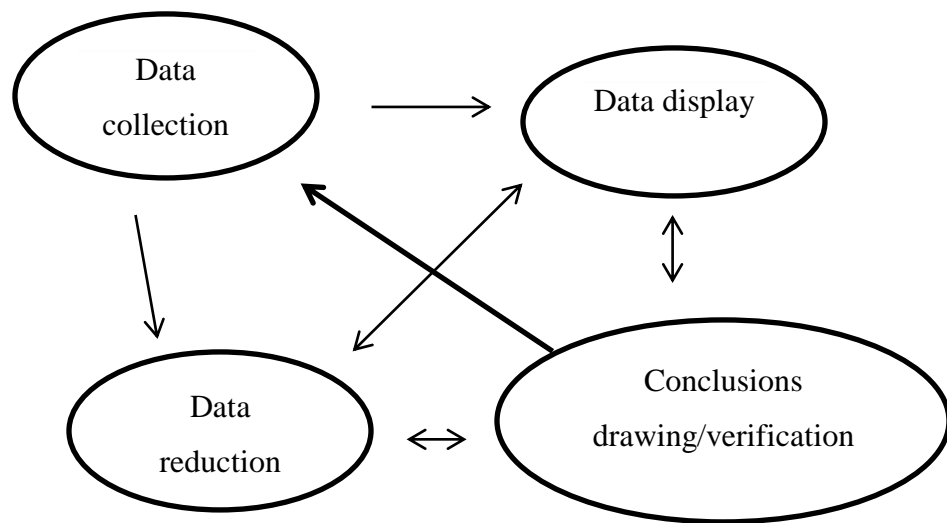 Data
collection
Data display
Data
reduction
Conclusions
drawing/verification